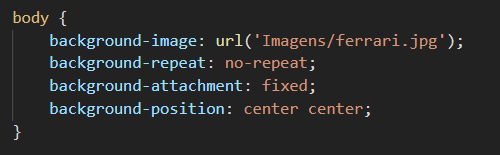 body {
    background-image: url('Imagens/ferrari.jpg');
    background-repeat: no-repeat;
    background-attachment: fixed;
    background-position: center center;
}